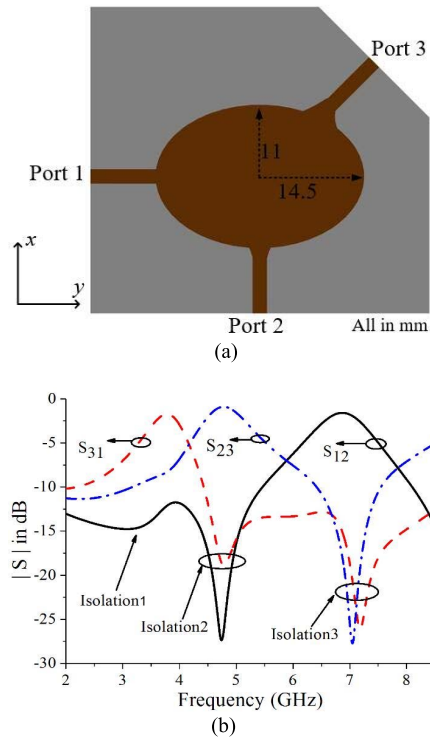 Port 3
11
Port 1
14.5
x
y
Port 2
All in mm
(a)
0
-5
-10
-15
-20
-25
-30
| S | in dB
S31
S23
S12
Isolation1
Isolation2
Isolation3
2 3 4 5 6 7 8
Frequency (GHz)
(b)